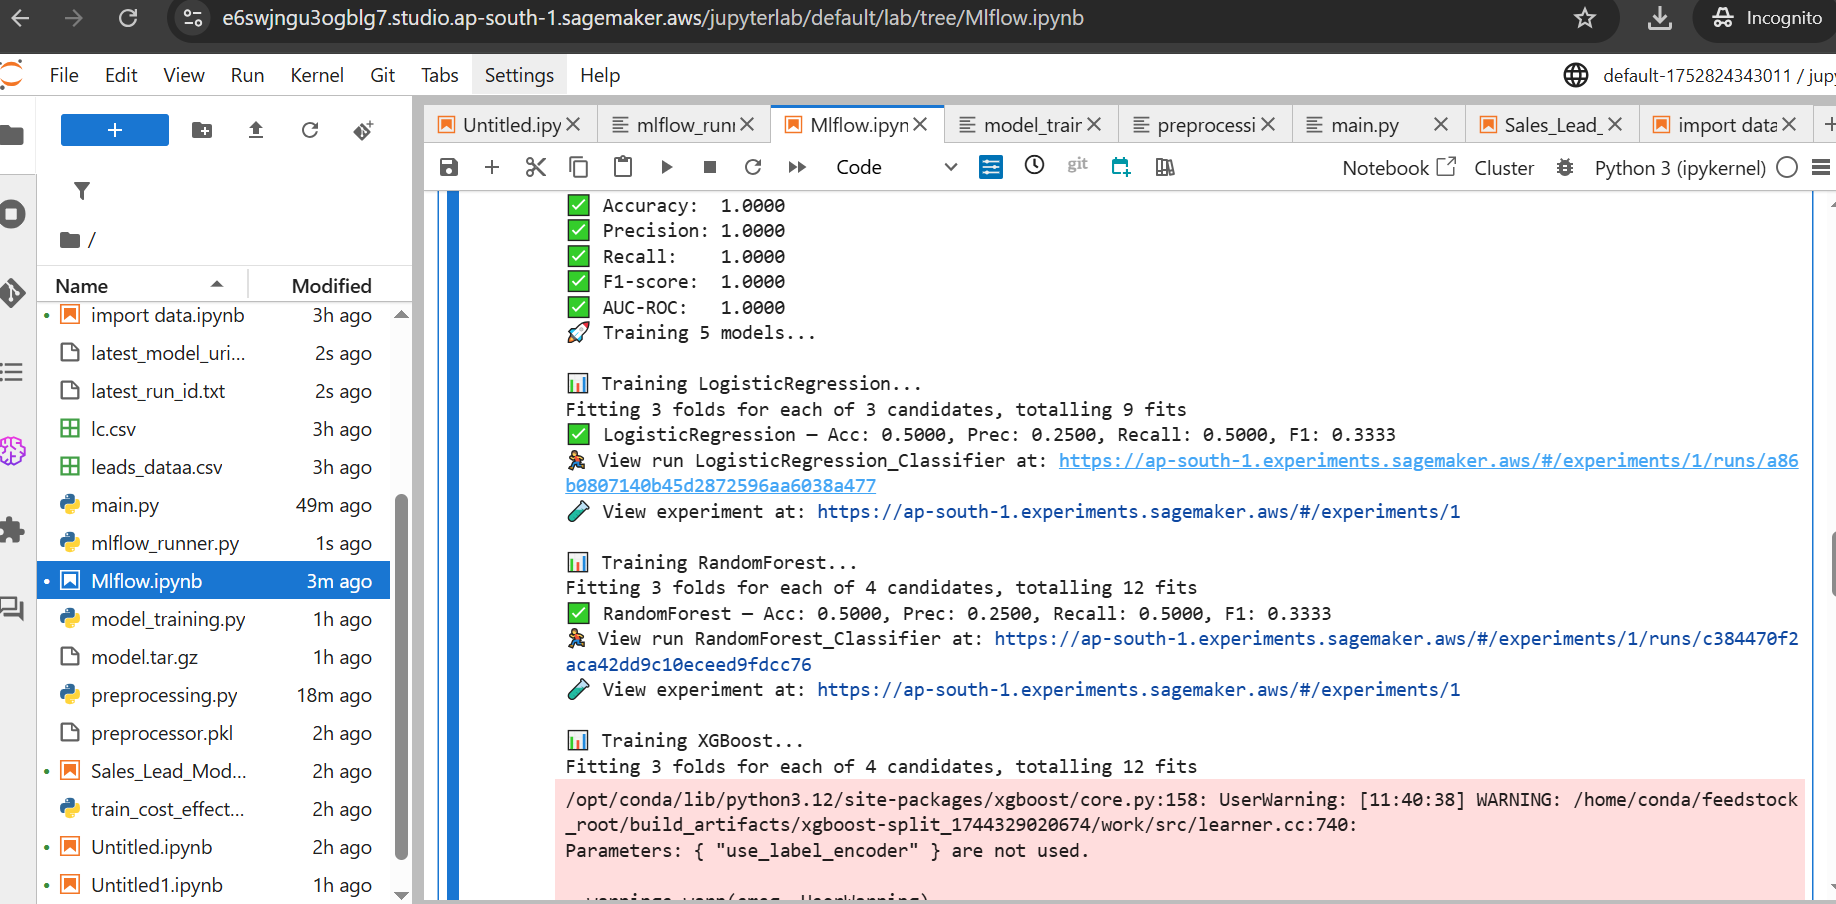 e6swjngu3ogblg7.studio.ap-south-1.sagemaker.aws/jupyterlab/default/lab/tree/Mlflow.ipynb
Incognito
File Edit View Run Kernel Git Tabs Settings Help
default-1752824343011 / jupy
Untitled.ipy
mlflow_runn
Mlflow.ipyn
model_train
preprocessi
main.py
Sales_Lead_
import data
Code
git
Notebook
Cluster
Python 3 (ipykernel)
/
Name Modified
import data.ipynb 3h ago
latest_model_uri... 2s ago
latest_run_id.txt 2s ago
lc.csv 3h ago
leads_dataa.csv 3h ago
main.py 49m ago
mlflow_runner.py 1s ago
Mlflow.ipynb 3m ago
model_training.py 1h ago
model.tar.gz 1h ago
preprocessing.py 18m ago
preprocessor.pkl 2h ago
Sales_Lead_Mod... 2h ago
train_cost_effect... 2h ago
Untitled.ipynb 2h ago
Untitled1.ipynb 1h ago
✅ Accuracy: 1.0000
✅ Precision: 1.0000
✅ Recall: 1.0000
✅ F1-score: 1.0000
✅ AUC-ROC: 1.0000
🚀 Training 5 models...
📊 Training LogisticRegression...
Fitting 3 folds for each of 3 candidates, totalling 9 fits
✅ LogisticRegression — Acc: 0.5000, Prec: 0.2500, Recall: 0.5000, F1: 0.3333
🏃 View run LogisticRegression_Classifier at: https://ap-south-1.experiments.sagemaker.aws/#/experiments/1/runs/a86
b0807140b45d2872596aa6038a477
🧪 View experiment at: https://ap-south-1.experiments.sagemaker.aws/#/experiments/1
📊 Training RandomForest...
Fitting 3 folds for each of 4 candidates, totalling 12 fits
✅ RandomForest — Acc: 0.5000, Prec: 0.2500, Recall: 0.5000, F1: 0.3333
🏃 View run RandomForest_Classifier at: https://ap-south-1.experiments.sagemaker.aws/#/experiments/1/runs/c384470f2
aca42dd9c10eceed9fdcc76
🧪 View experiment at: https://ap-south-1.experiments.sagemaker.aws/#/experiments/1
📊 Training XGBoost...
Fitting 3 folds for each of 4 candidates, totalling 12 fits
/opt/conda/lib/python3.12/site-packages/xgboost/core.py:158: UserWarning: [11:40:38] WARNING: /home/conda/feedstock
_root/build_artifacts/xgboost-split_1744329020674/work/src/learner.cc:740:
Parameters: { "use_label_encoder" } are not used.
warnings.warn(smsg, UserWarning)